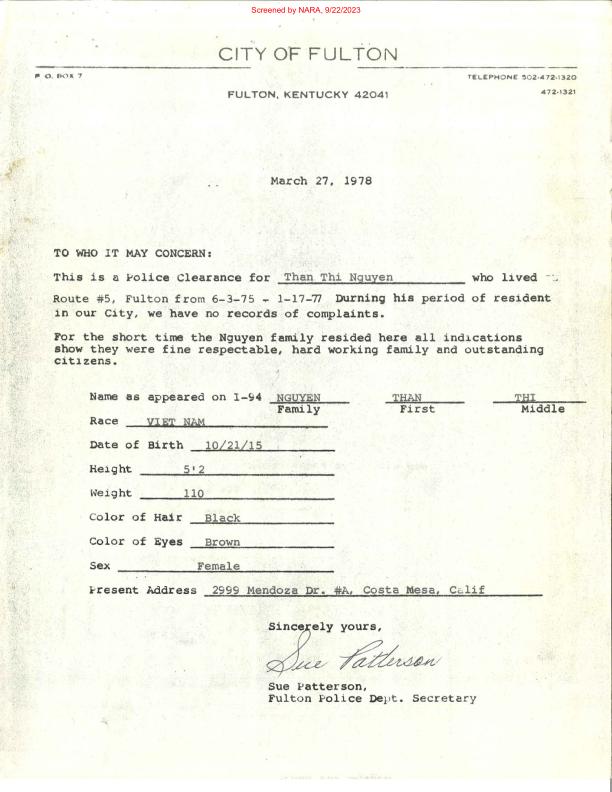 Screened by NARA, 9/22/2023
CITY OF FULTON
P. O. BOX 7
TELEPHONE 502-472-1320
472-1321
FULTON, KENTUCKY 42041
March 27, 1978
TO WHO IT MAY CONCERN:
This is a Police Clearance for Than Thi Nguyen who lived
Route #5, Fulton from 6-3-75 - 1-17-77 Durning his period of resident
in our City, we have no records of complaints.
For the short time the Nguyen family resided here all indications
show they were fine respectable, hard working family and outstanding
citizens.
Name as appeared on I-94 NGUYEN THAN THI
Family First Middle
Race VIET NAM
Date of Birth 10/21/15
Height 5'2
Weight 110
Color of Hair Black
Color of Eyes Brown
Sex Female
Present Address 2999 Mendoza Dr. #A, Costa Mesa, Calif
Sincerely yours,
Sue Patterson
Sue Patterson,
Fulton Police Dept. Secretary